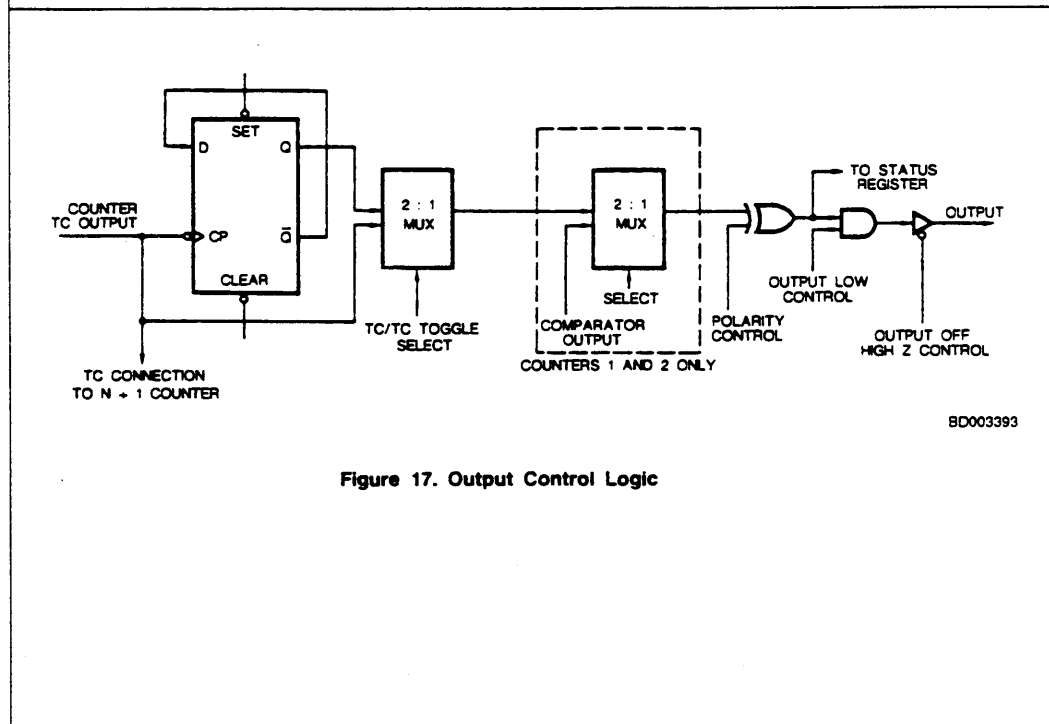 SET
D
Q
COUNTER
TC OUTPUT
CP
Q̅
CLEAR
2 : 1
MUX
TC/TC TOGGLE
SELECT
TC CONNECTION
TO N + 1 COUNTER
2 : 1
MUX
SELECT
COMPARATOR
OUTPUT
COUNTERS 1 AND 2 ONLY
POLARITY
CONTROL
TO STATUS
REGISTER
OUTPUT LOW
CONTROL
OUTPUT
OUTPUT OFF
HIGH Z CONTROL
BD003393
Figure 17. Output Control Logic